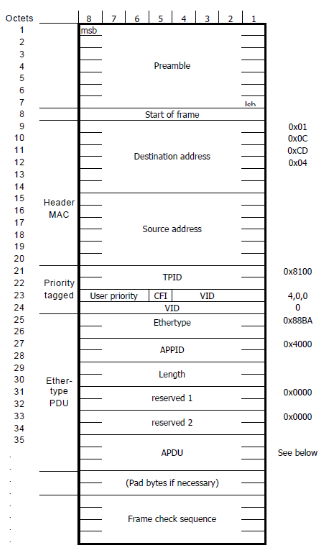 Octets 8 7 6 5 4 3 2 1
1 msb
2
3
4 Preamble
5
6
7 lsb
8 Start of frame
9 0x01
10 0x0C
11 0xCD
12 Destination address 0x04
13
14
15 Header
16 MAC
17
18 Source address
19
20
21 TPID 0x8100
22 Priority
23 tagged User priority CFI VID 4,0,0
24 VID 0
25 Ethertype 0x88BA
26
27 APPID 0x4000
28
29 Length
30 Ether-
31 type reserved 1 0x0000
32 PDU
33 reserved 2 0x0000
34
35
. APDU See below
.
. (Pad bytes if necessary)
.
. Frame check sequence
.
.